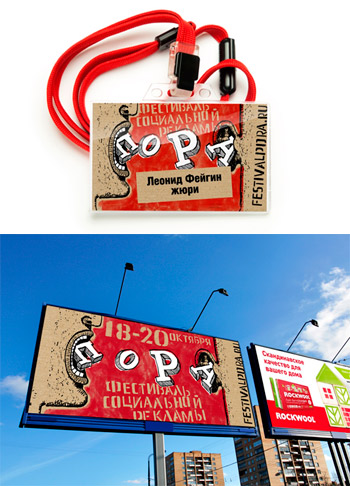 ФЕСТИВАЛЬ
СОЦИАЛЬНОЙ
РЕКЛАМЫ
ПОРА
Леонид Фейгин
жюри
FESTIVALPORA.RU
18-20 ОКТЯБРЯ
ПОРА
ФЕСТИВАЛЬ
СОЦИАЛЬНОЙ
РЕКЛАМЫ
FESTIVALPORA.RU
Скандинавское
качество для
вашего дома
ROCKWOOL
ROCKWOOL